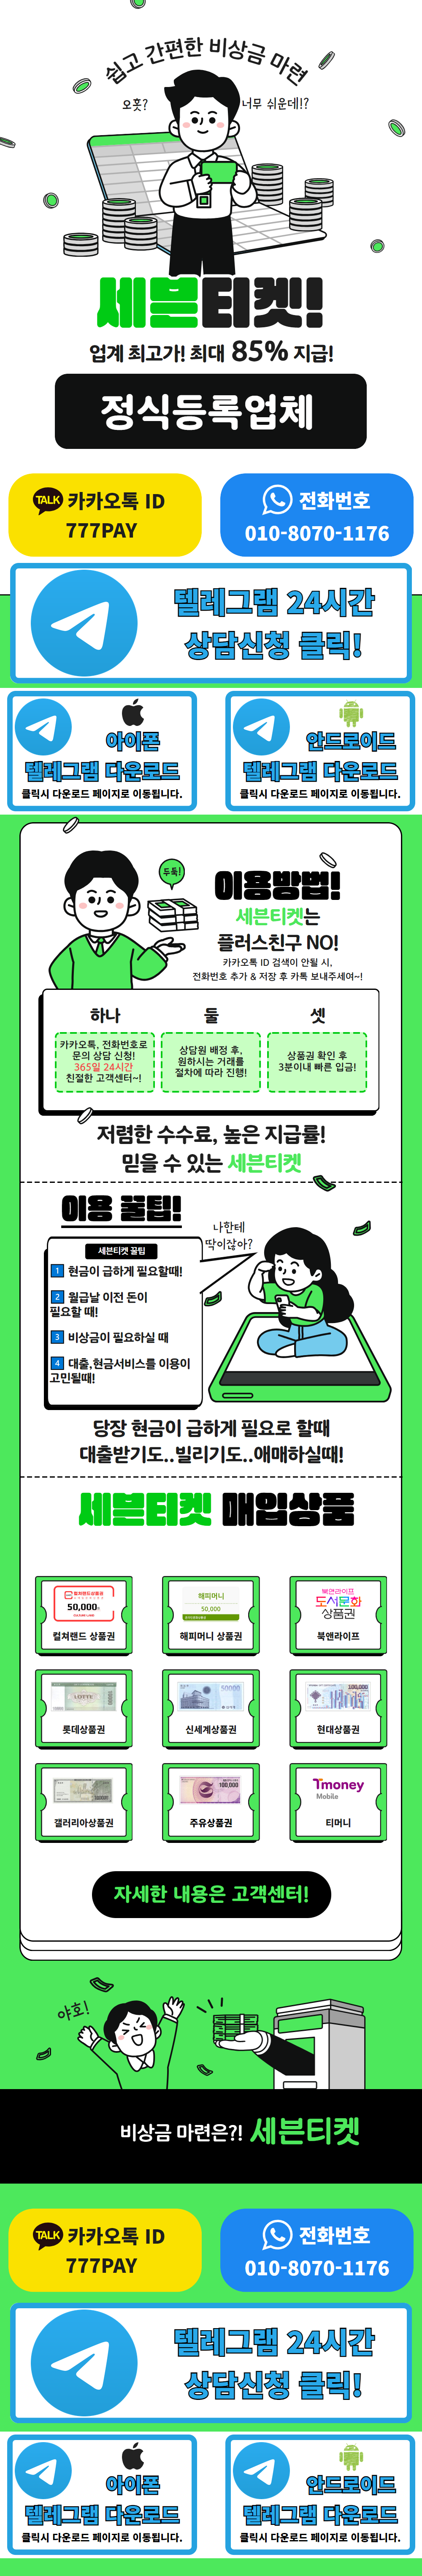 쉽고 간편한 비상금 마련
오홋?
너무 쉬운데!?
세븐티켓!
업계 최고가! 최대 85% 지급!
정식등록업체
TALK 카카오톡 ID
777PAY
전화번호
010-8070-1176
텔레그램 24시간
상담신청 클릭!
아이폰
텔레그램 다운로드
클릭시 다운로드 페이지로 이동됩니다.
안드로이드
텔레그램 다운로드
클릭시 다운로드 페이지로 이동됩니다.
두둑!
이용방법!
세븐티켓는
플러스친구 NO!
카카오톡 ID 검색이 안될 시,
전화번호 추가 & 저장 후 카톡 보내주세여~!
하나
카카오톡, 전화번호로
문의 상담 신청!
365일 24시간
친절한 고객센터~!
둘
상담원 배정 후,
원하시는 거래를
절차에 따라 진행!
셋
상품권 확인 후
3분이내 빠른 입금!
저렴한 수수료, 높은 지급률!
믿을 수 있는 세븐티켓
이용 꿀팁!
나한테
딱이잖아?
세븐티켓 꿀팁
1 현금이 급하게 필요할때!
2 월급날 이전 돈이
필요할 때!
3 비상금이 필요하실 때
4 대출,현금서비스를 이용이
고민될때!
당장 현금이 급하게 필요로 할때
대출받기도..빌리기도..애매하실때!
세븐티켓 매입상품
컬쳐랜드상품권
50,000
컬쳐랜드 상품권
해피머니
50,000
해피머니 상품권
북앤라이프
도서문화
상품권
북앤라이프
LOTTE
롯데상품권
50000
신세계상품권
100,000
현대상품권
갤러리아상품권
100,000
주유상품권
Tmoney
Mobile
티머니
자세한 내용은 고객센터!
야호!
비상금 마련은?! 세븐티켓
TALK 카카오톡 ID
777PAY
전화번호
010-8070-1176
텔레그램 24시간
상담신청 클릭!
아이폰
텔레그램 다운로드
클릭시 다운로드 페이지로 이동됩니다.
안드로이드
텔레그램 다운로드
클릭시 다운로드 페이지로 이동됩니다.